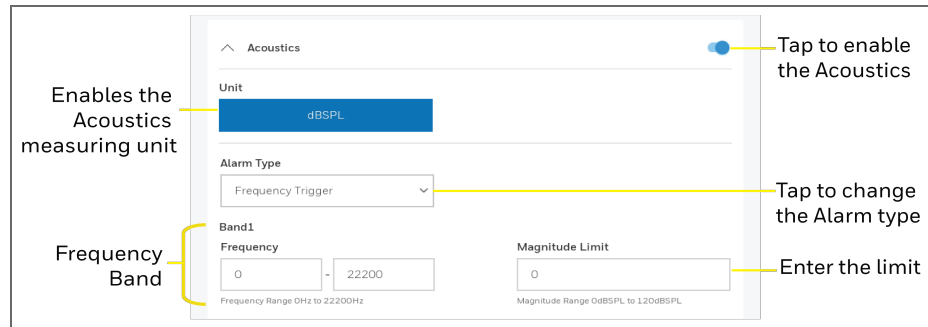 Acoustics
Tap to enable
the Acoustics
Unit
dBSPL
Enables the
Acoustics
measuring unit
Alarm Type
Frequency Trigger
Tap to change
the Alarm type
Band1
Frequency
Magnitude Limit
Frequency
Band
0 - 22200
0
Enter the limit
Frequency Range 0Hz to 22200Hz
Magnitude Range 0dBSPL to 120dBSPL